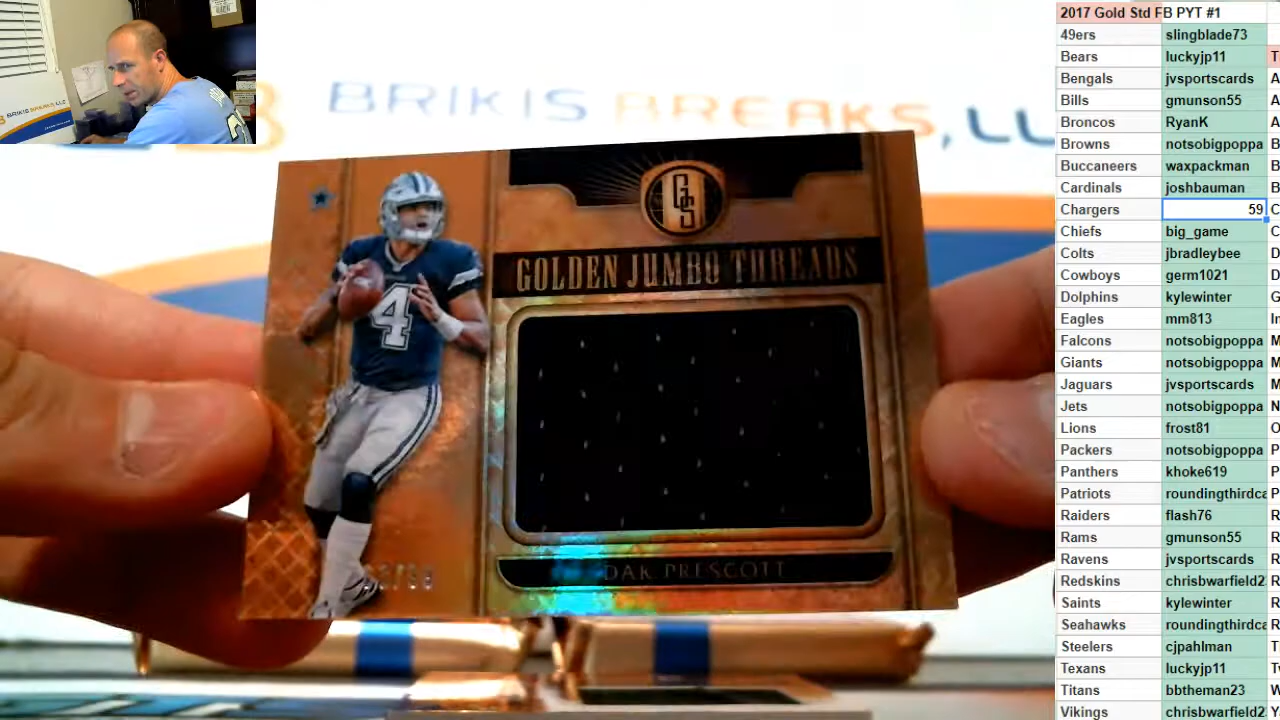 BRIKIS BREAKS, LL
GS
GOLDEN JUMBO THREADS
4
DAK PRESCOTT
2017 Gold Std FB PYT #1
49ers slingblade73
Bears luckyjp11 T
Bengals jvsportscards A
Bills gmunson55 A
Broncos RyanK A
Browns notsobigpoppa B
Buccaneers waxpackman B
Cardinals joshbauman B
Chargers 59 C
Chiefs big_game C
Colts jbradleybee D
Cowboys germ1021 D
Dolphins kylewinter G
Eagles mm813 In
Falcons notsobigpoppa M
Giants notsobigpoppa M
Jaguars jvsportscards M
Jets notsobigpoppa N
Lions frost81 O
Packers notsobigpoppa P
Panthers khoke619 P
Patriots roundingthirdca P
Raiders flash76 R
Rams gmunson55 R
Ravens jvsportscards R
Redskins chrisbwarfield2 R
Saints kylewinter R
Seahawks roundingthirdca R
Steelers cjpahlman Tl
Texans luckyjp11 Tv
Titans bbtheman23 W
Vikings chrisbwarfield2 Y